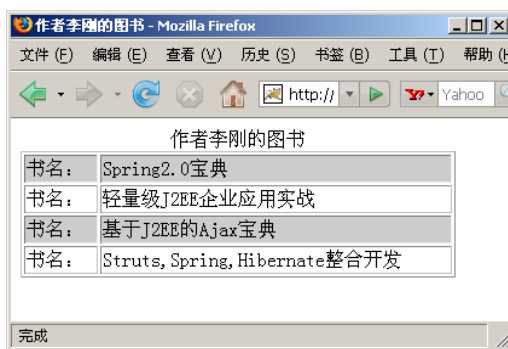 作者李刚的图书 - Mozilla Firefox
文件(F) 编辑(E) 查看(V) 历史(S) 书签(B) 工具(T) 帮助(H
http:// Yahoo
作者李刚的图书
书名： Spring2.0宝典
书名： 轻量级J2EE企业应用实战
书名： 基于J2EE的Ajax宝典
书名： Struts,Spring,Hibernate整合开发
完成